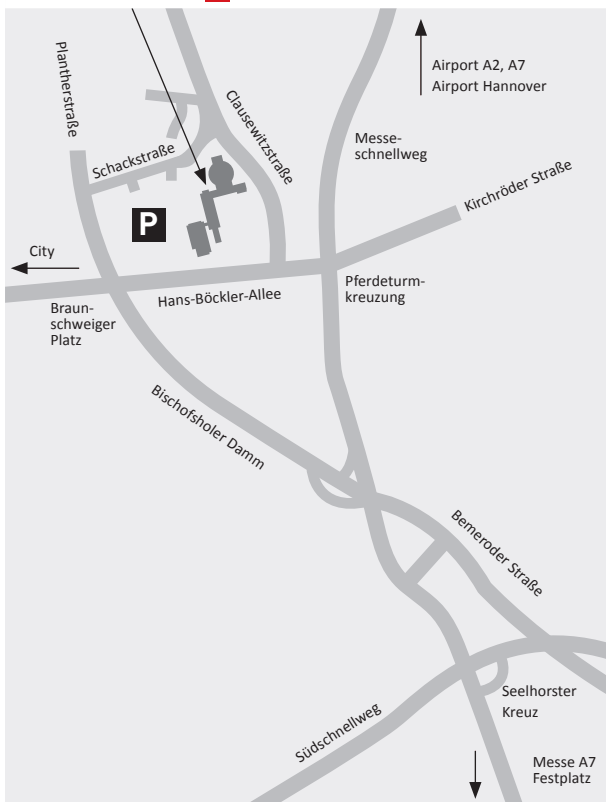 Airport A2, A7
Airport Hannover
Plantherstraße
Clausewitzstraße
Messe-
schnellweg
Schackstraße
Kirchröder Straße
P
City
Hans-Böckler-Allee
Pferdeturm-
kreuzung
Braun-
schweiger
Platz
Bischofsholer Damm
Bemeroder Straße
Seelhorster
Kreuz
Südschnellweg
Messe A7
Festplatz